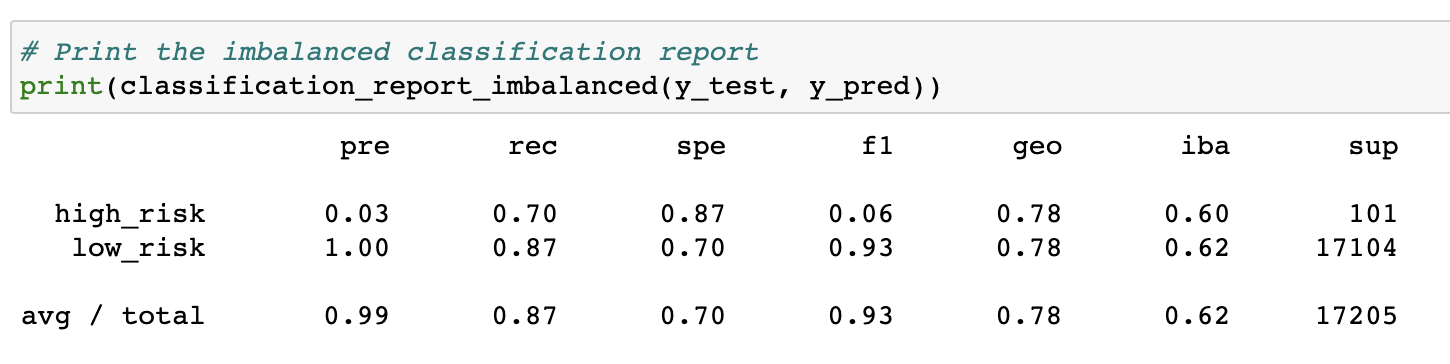 # Print the imbalanced classification report
print(classification_report_imbalanced(y_test, y_pred))
pre rec spe f1 geo iba sup
high_risk 0.03 0.70 0.87 0.06 0.78 0.60 101
low_risk 1.00 0.87 0.70 0.93 0.78 0.62 17104
avg / total 0.99 0.87 0.70 0.93 0.78 0.62 17205